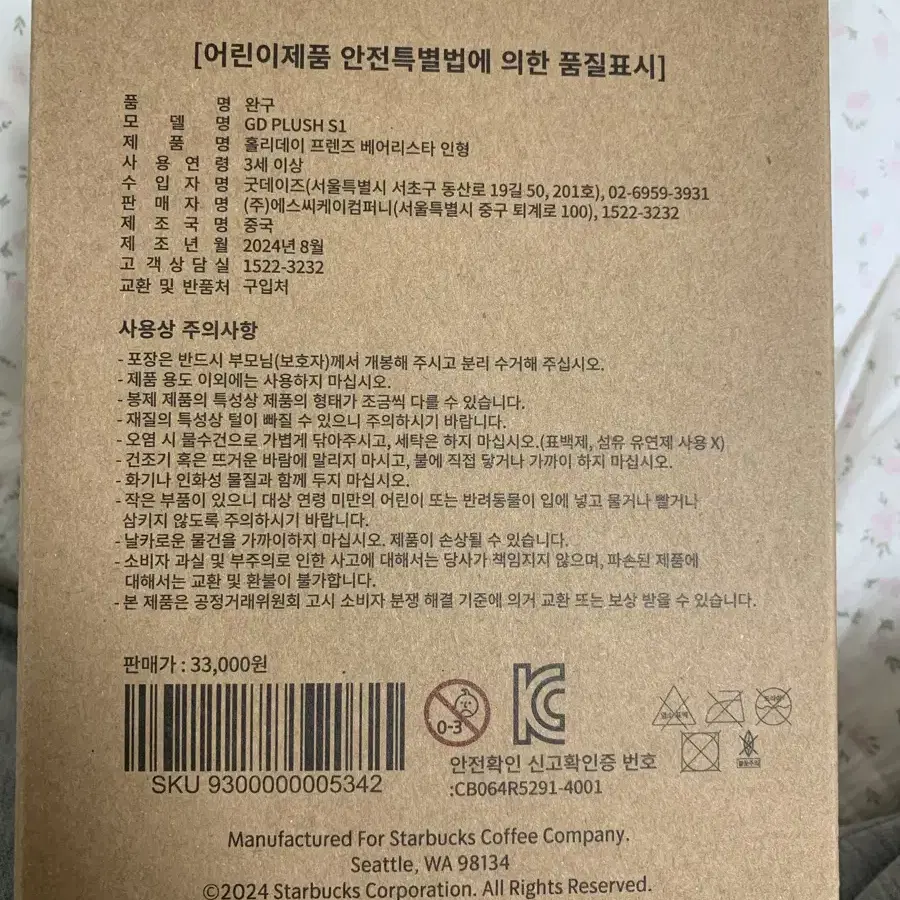 [어린이제품 안전특별법에 의한 품질표시]
품 명 완구
모 델 명 GD PLUSH S1
제 품 명 홀리데이 프렌즈 베어리스타 인형
사 용 연 령 3세 이상
수 입 자 명 굿데이즈(서울특별시 서초구 동산로 19길 50, 201호), 02-6959-3931
판 매 자 명 (주)에스씨케이컴퍼니(서울특별시 중구 퇴계로 100), 1522-3232
제 조 국 명 중국
제 조 년 월 2024년 8월
고 객 상 담 실 1522-3232
교환 및 반품처 구입처
사용상 주의사항
- 포장은 반드시 부모님(보호자)께서 개봉해 주시고 분리 수거해 주십시오.
- 제품 용도 이외에는 사용하지 마십시오.
- 봉제 제품의 특성상 제품의 형태가 조금씩 다를 수 있습니다.
- 재질의 특성상 털이 빠질 수 있으니 주의하시기 바랍니다.
- 오염 시 물수건으로 가볍게 닦아주시고, 세탁은 하지 마십시오.(표백제, 섬유 유연제 사용 X)
- 건조기 혹은 뜨거운 바람에 말리지 마시고, 불에 직접 닿거나 가까이 하지 마십시오.
- 화기나 인화성 물질과 함께 두지 마십시오.
- 작은 부품이 있으니 대상 연령 미만의 어린이 또는 반려동물이 입에 넣고 물거나 빨거나
삼키지 않도록 주의하시기 바랍니다.
- 날카로운 물건을 가까이하지 마십시오. 제품이 손상될 수 있습니다.
- 소비자 과실 및 부주의로 인한 사고에 대해서는 당사가 책임지지 않으며, 파손된 제품에
대해서는 교환 및 환불이 불가합니다.
- 본 제품은 공정거래위원회 고시 소비자 분쟁 해결 기준에 의거 교환 또는 보상 받을 수 있습니다.
판매가 : 33,000원
SKU 9300000005342
0-3
KC
염소 표백
드라이
불꽃주의
안전확인 신고확인증 번호
:CB064R5291-4001
Manufactured For Starbucks Coffee Company.
Seattle, WA 98134
©2024 Starbucks Corporation. All Rights Reserved.